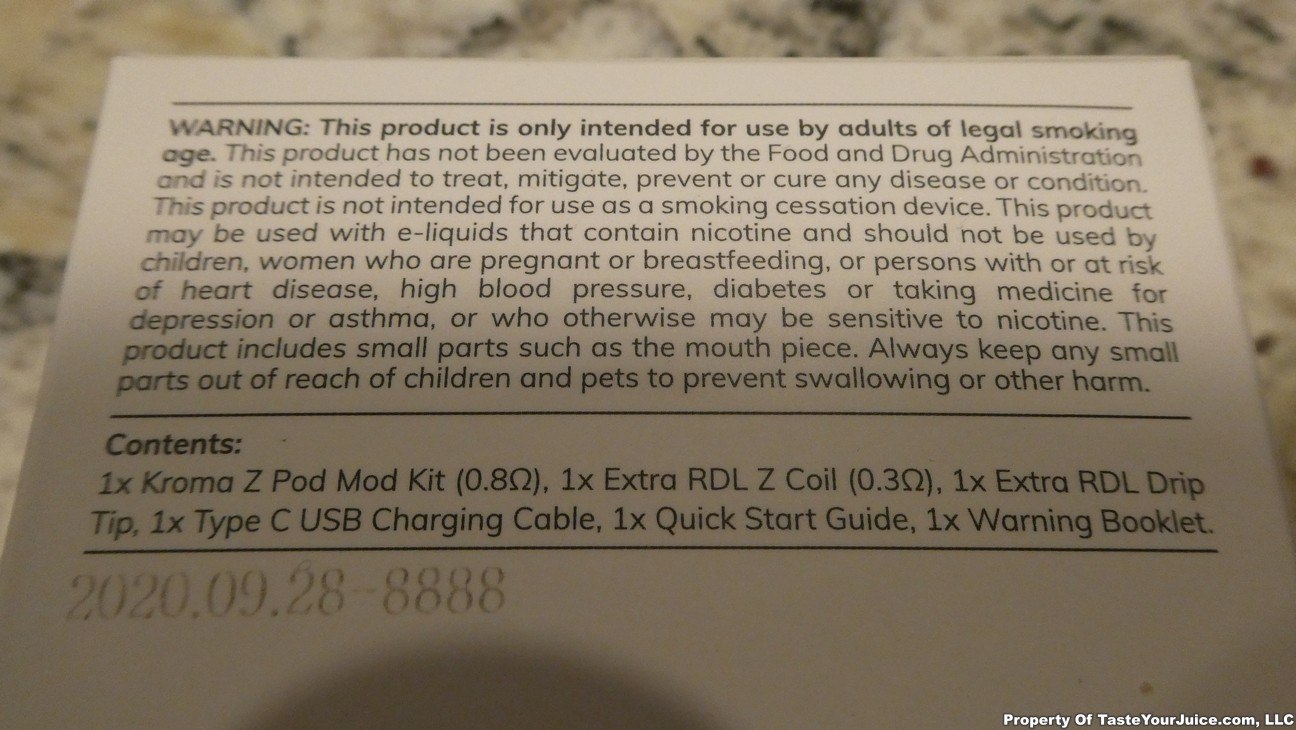 WARNING: This product is only intended for use by adults of legal smoking
age. This product has not been evaluated by the Food and Drug Administration
and is not intended to treat, mitigate, prevent or cure any disease or condition.
This product is not intended for use as a smoking cessation device. This product
may be used with e-liquids that contain nicotine and should not be used by
children, women who are pregnant or breastfeeding, or persons with or at risk
of heart disease, high blood pressure, diabetes or taking medicine for
depression or asthma, or who otherwise may be sensitive to nicotine. This
product includes small parts such as the mouth piece. Always keep any small
parts out of reach of children and pets to prevent swallowing or other harm.
Contents:
1x Kroma Z Pod Mod Kit (0.8Ω), 1x Extra RDL Z Coil (0.3Ω), 1x Extra RDL Drip
Tip, 1x Type C USB Charging Cable, 1x Quick Start Guide, 1x Warning Booklet.
2020.09.28--8888
Property Of TasteYourJuice.com, LLC